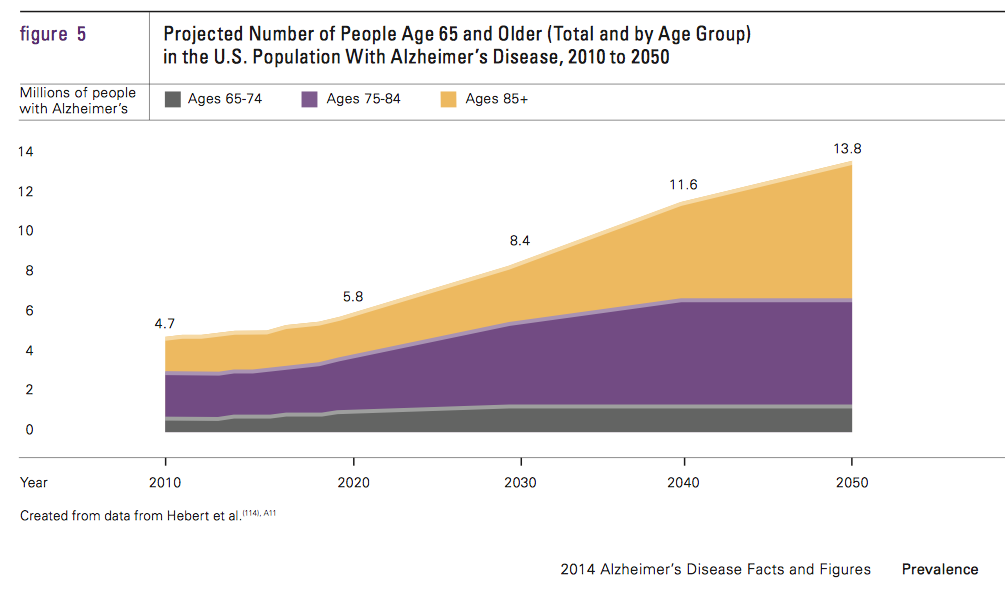 figure 5
Projected Number of People Age 65 and Older (Total and by Age Group)
in the U.S. Population With Alzheimer's Disease, 2010 to 2050
Millions of people
with Alzheimer's
Ages 65-74
Ages 75-84
Ages 85+
14
12
10
8
6
4
2
0
4.7
5.8
8.4
11.6
13.8
Year
2010
2020
2030
2040
2050
Created from data from Hebert et al.(114), A11
2014 Alzheimer's Disease Facts and Figures
Prevalence